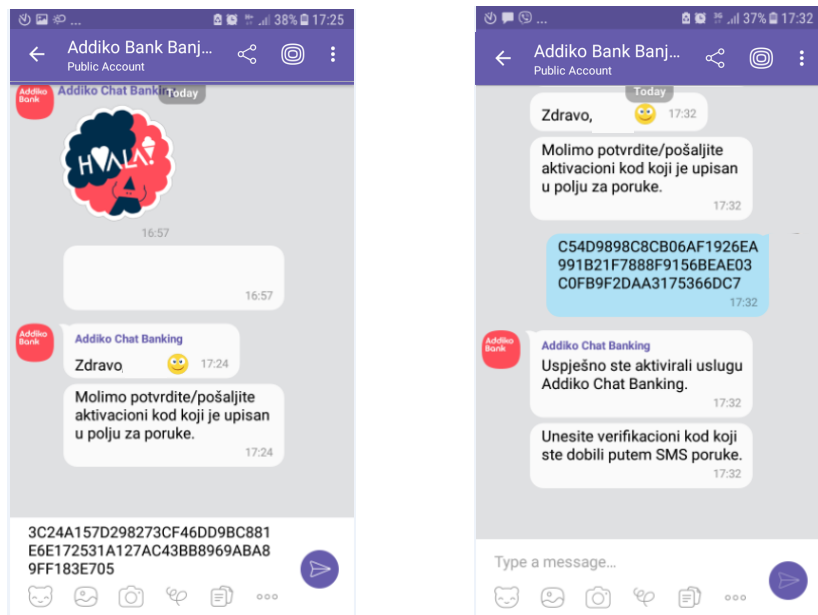 ... 38% 17:25
Addiko Bank Banj...
Public Account
Addiko Bank
Addiko Chat Banking
Today
HVALA!
16:57
16:57
Addiko Bank
Addiko Chat Banking
Zdravo,
17:24
Molimo potvrdite/pošaljite
aktivacioni kod koji je upisan
u polju za poruke.
17:24
3C24A157D298273CF46DD9BC881
E6E172531A127AC43BB8969ABA8
9FF183E705
... 37% 17:32
Addiko Bank Banj...
Public Account
Today
Zdravo,
17:32
Molimo potvrdite/pošaljite
aktivacioni kod koji je upisan
u polju za poruke.
17:32
C54D9898C8CB06AF1926EA
991B21F7888F9156BEAE03
C0FB9F2DAA3175366DC7
17:32
Addiko Bank
Addiko Chat Banking
Uspješno ste aktivirali uslugu
Addiko Chat Banking.
17:32
Unesite verifikacioni kod koji
ste dobili putem SMS poruke.
17:32
Type a message...